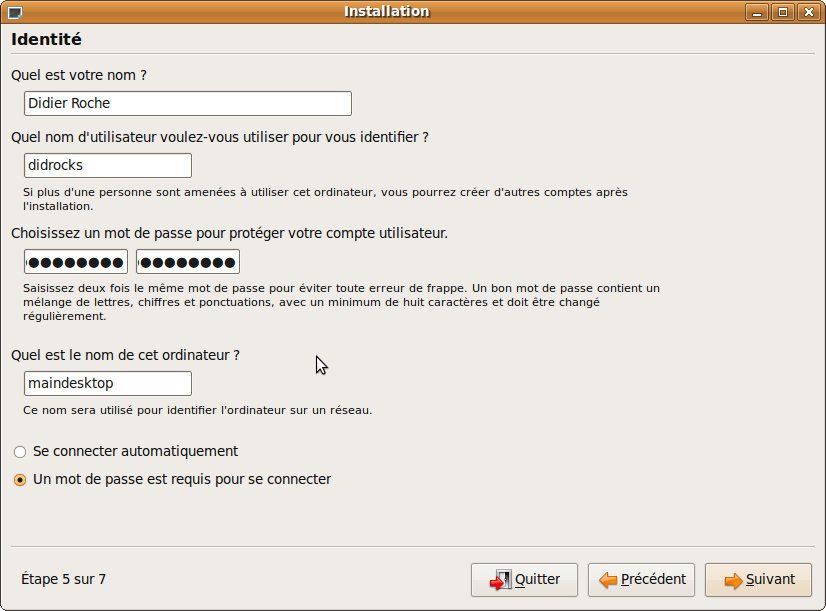 Installation
Identité
Quel est votre nom ?
Didier Roche
Quel nom d'utilisateur voulez-vous utiliser pour vous identifier ?
didrocks
Si plus d'une personne sont amenées à utiliser cet ordinateur, vous pourrez créer d'autres comptes après
l'installation.
Choisissez un mot de passe pour protéger votre compte utilisateur.
Saisissez deux fois le même mot de passe pour éviter toute erreur de frappe. Un bon mot de passe contient un
mélange de lettres, chiffres et ponctuations, avec un minimum de huit caractères et doit être changé
régulièrement.
Quel est le nom de cet ordinateur ?
maindesktop
Ce nom sera utilisé pour identifier l'ordinateur sur un réseau.
Se connecter automatiquement
Un mot de passe est requis pour se connecter
Étape 5 sur 7
Quitter
Précédent
Suivant